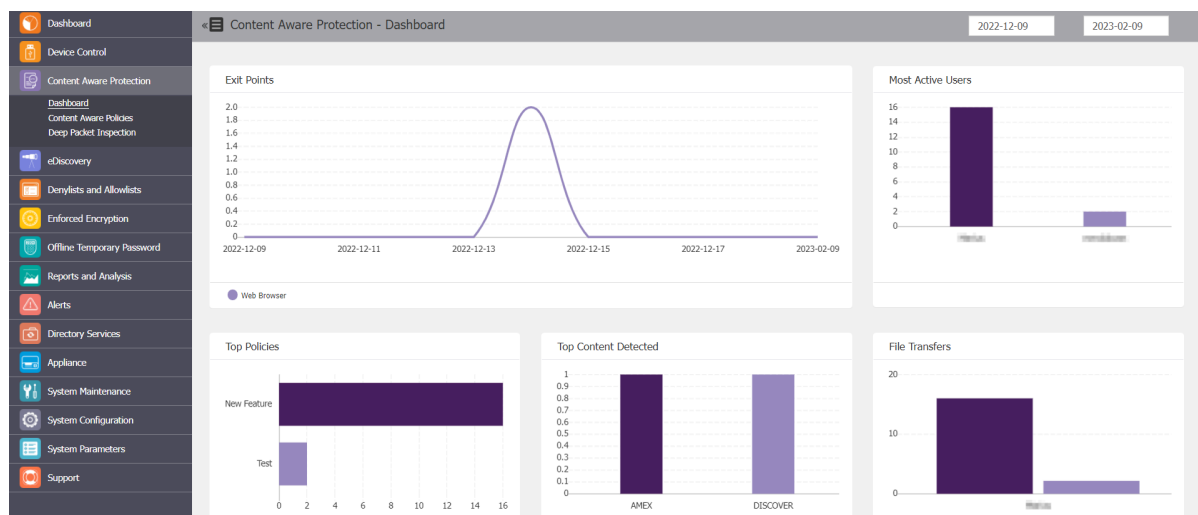 Dashboard
Device Control
Content Aware Protection
Dashboard
Content Aware Policies
Deep Packet Inspection
eDiscovery
Denylists and Allowlists
Enforced Encryption
Offline Temporary Password
Reports and Analysis
Alerts
Directory Services
Appliance
System Maintenance
System Configuration
System Parameters
Support
« Content Aware Protection - Dashboard 2022-12-09 2023-02-09
Exit Points
2.0
1.8
1.6
1.4
1.2
1.0
0.8
0.6
0.4
0.2
0
2022-12-09 2022-12-11 2022-12-13 2022-12-15 2022-12-17 2023-02-09
Web Browser
Most Active Users
16
14
12
10
8
6
4
2
0
Top Policies
New Feature
Test
0 2 4 6 8 10 12 14 16
Top Content Detected
1
0.9
0.8
0.7
0.6
0.5
0.4
0.3
0.2
0.1
0
AMEX DISCOVER
File Transfers
20
10
0